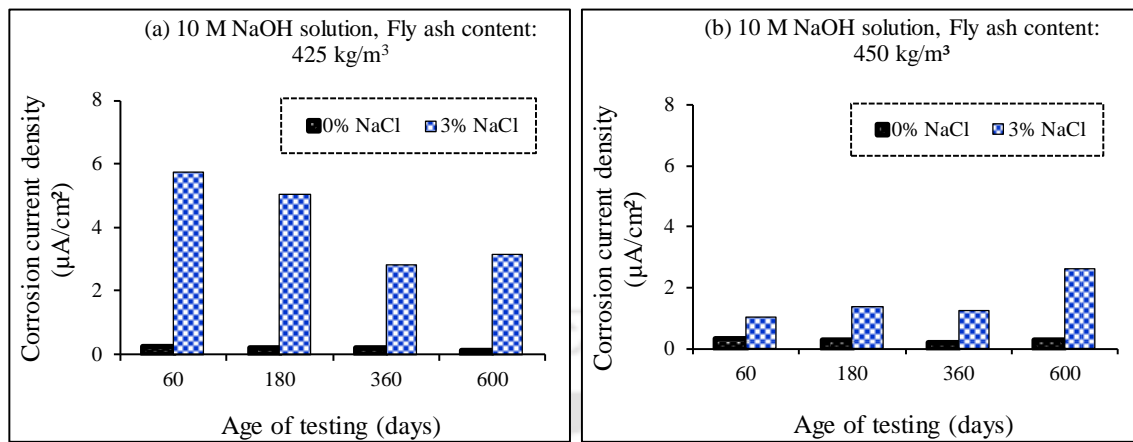 (a) 10 M NaOH solution, Fly ash content:
425 kg/m³
Corrosion current density
(µA/cm²)
8
6
4
2
0
0% NaCl 3% NaCl
60 180 360 600
Age of testing (days)
(b) 10 M NaOH solution, Fly ash content:
450 kg/m³
Corrosion current density
(µA/cm²)
8
6
4
2
0
0% NaCl 3% NaCl
60 180 360 600
Age of testing (days)